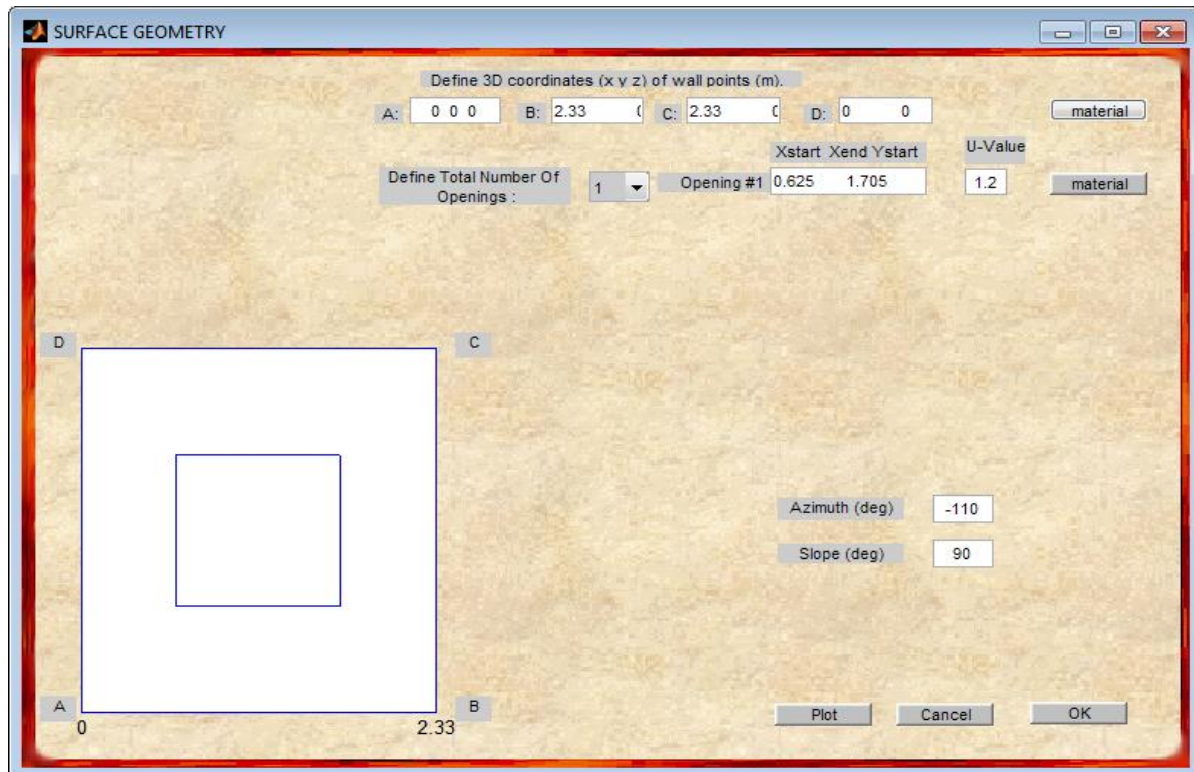 SURFACE GEOMETRY
Define 3D coordinates (x y z) of wall points (m).
A: 0 0 0 B: 2.33 C: 2.33 D: 0 0 material
Xstart Xend Ystart U-Value
Define Total Number Of
Openings :
1 Opening #1 0.625 1.705 1.2 material
D C
Azimuth (deg) -110
Slope (deg) 90
A B
0 2.33
Plot Cancel OK